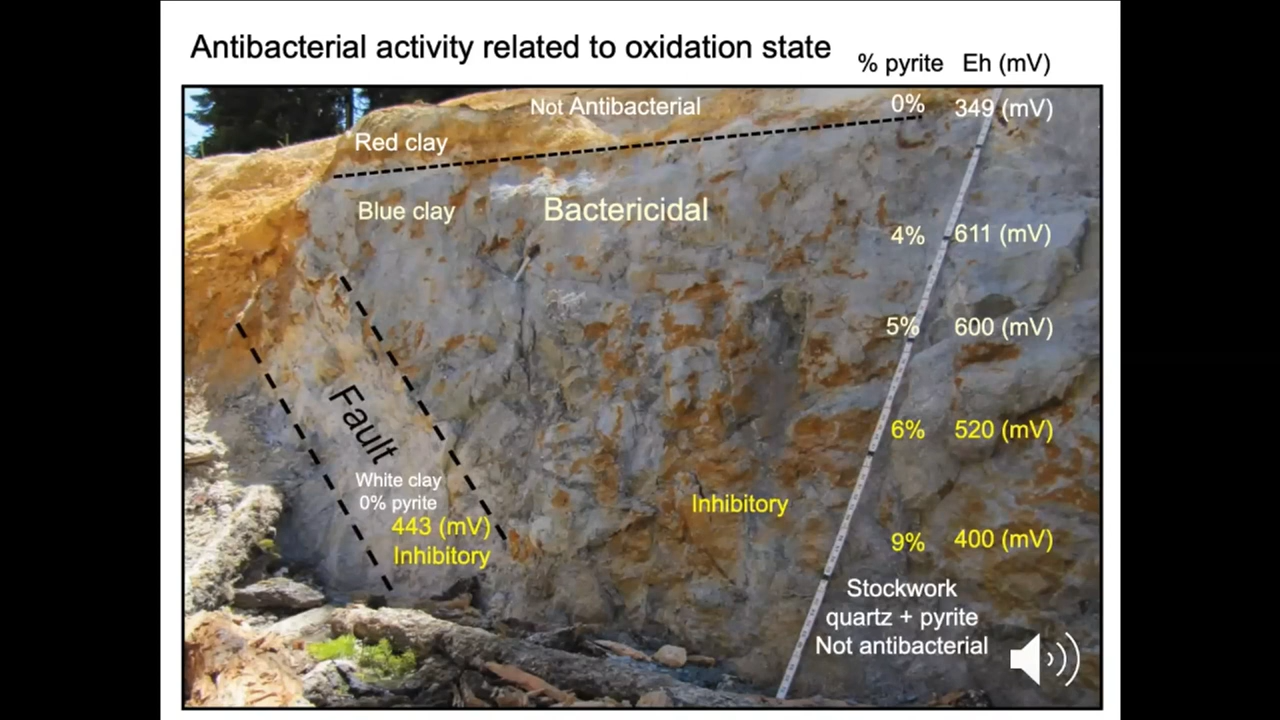 Antibacterial activity related to oxidation state
% pyrite Eh (mV)
Not Antibacterial
0% 349 (mV)
Red clay
Blue clay
Bactericidal
4% 611 (mV)
5% 600 (mV)
Fault
6% 520 (mV)
White clay
0% pyrite
443 (mV)
Inhibitory
Inhibitory
9% 400 (mV)
Stockwork
quartz + pyrite
Not antibacterial